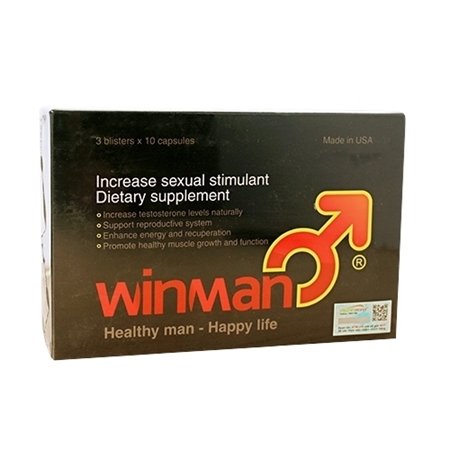 3 blisters x 10 capsules
Made in USA
Increase sexual stimulant
Dietary supplement
• Increase testosterone levels naturally
• Support reproductive system
• Enhance energy and recuperation
• Promote healthy muscle growth and function
winman
®
Healthy man - Happy life